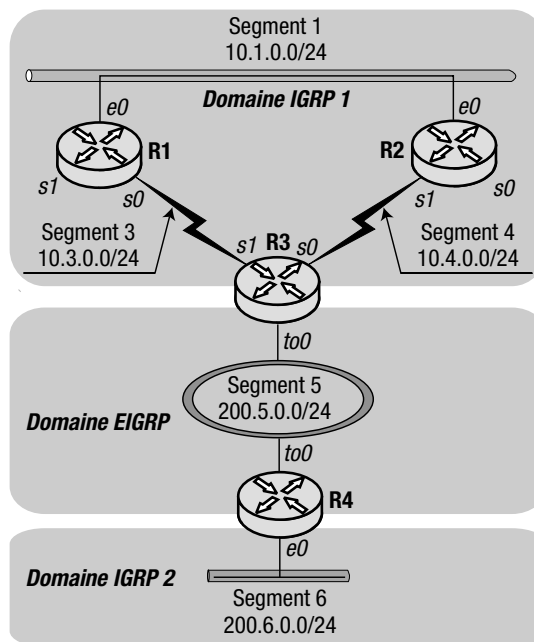 Segment 1
10.1.0.0/24
Domaine IGRP 1
e0
e0
R1
R2
s1
s0
s1
s0
Segment 3
10.3.0.0/24
s1
R3
s0
Segment 4
10.4.0.0/24
to0
Segment 5
200.5.0.0/24
Domaine EIGRP
to0
R4
e0
Domaine IGRP 2
Segment 6
200.6.0.0/24